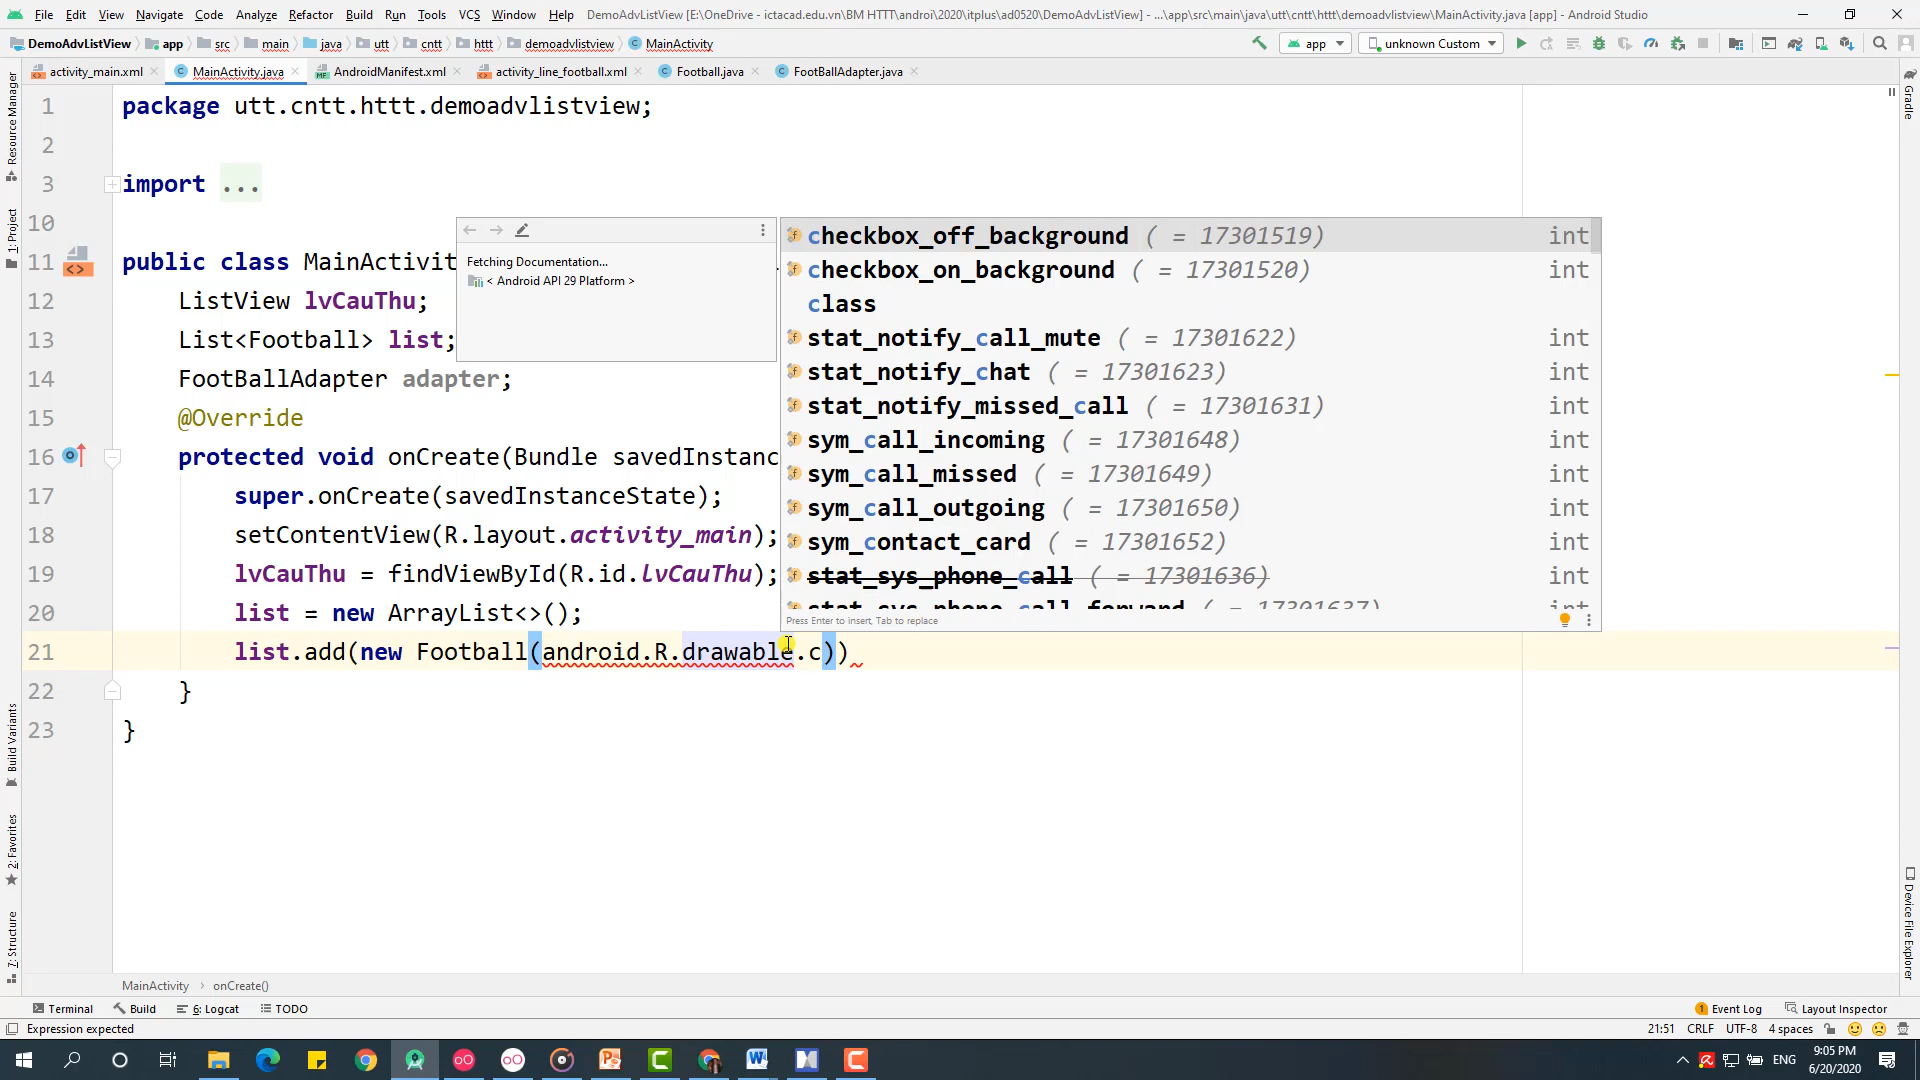 File Edit View Navigate Code Analyze Refactor Build Run Tools VCS Window Help DemoAdvListView [E:\OneDrive - ictacad.edu.vn\BM HTTT\androi\2020\itplus\ad0520\DemoAdvListView] - ...\app\src\main\java\utt\cntt\httt\demoadvlistview\MainActivity.java [app] - Android Studio
DemoAdvListView app src main java utt cntt httt demoadvlistview MainActivity app unknown Custom
activity_main.xml MainActivity.java AndroidManifest.xml activity_line_football.xml Football.java FootBallAdapter.java
Resource Manager
1: Project
Build Variants
2: Favorites
7: Structure
Gradle
Device File Explorer
1 package utt.cntt.httt.demoadvlistview;
2
3 import ...
10
11 public class MainActivit
12 ListView lvCauThu;
13 List<Football> list;
14 FootBallAdapter adapter;
15 @Override
16 protected void onCreate(Bundle savedInstanc
17 super.onCreate(savedInstanceState);
18 setContentView(R.layout.activity_main);
19 lvCauThu = findViewById(R.id.lvCauThu);
20 list = new ArrayList<>();
21 list.add(new Football(android.R.drawable.c))
22 }
23 }
Fetching Documentation...
< Android API 29 Platform >
checkbox_off_background ( = 17301519) int
checkbox_on_background ( = 17301520) int
class
stat_notify_call_mute ( = 17301622) int
stat_notify_chat ( = 17301623) int
stat_notify_missed_call ( = 17301631) int
sym_call_incoming ( = 17301648) int
sym_call_missed ( = 17301649) int
sym_call_outgoing ( = 17301650) int
sym_contact_card ( = 17301652) int
stat_sys_phone_call ( = 17301636) int
stat_sys_phone_call_forward ( = 17301637) int
Press Enter to insert, Tab to replace
MainActivity › onCreate()
Terminal Build 6: Logcat TODO 1 Event Log Layout Inspector
Expression expected 21:51 CRLF UTF-8 4 spaces
ENG 9:05 PM
6/20/2020